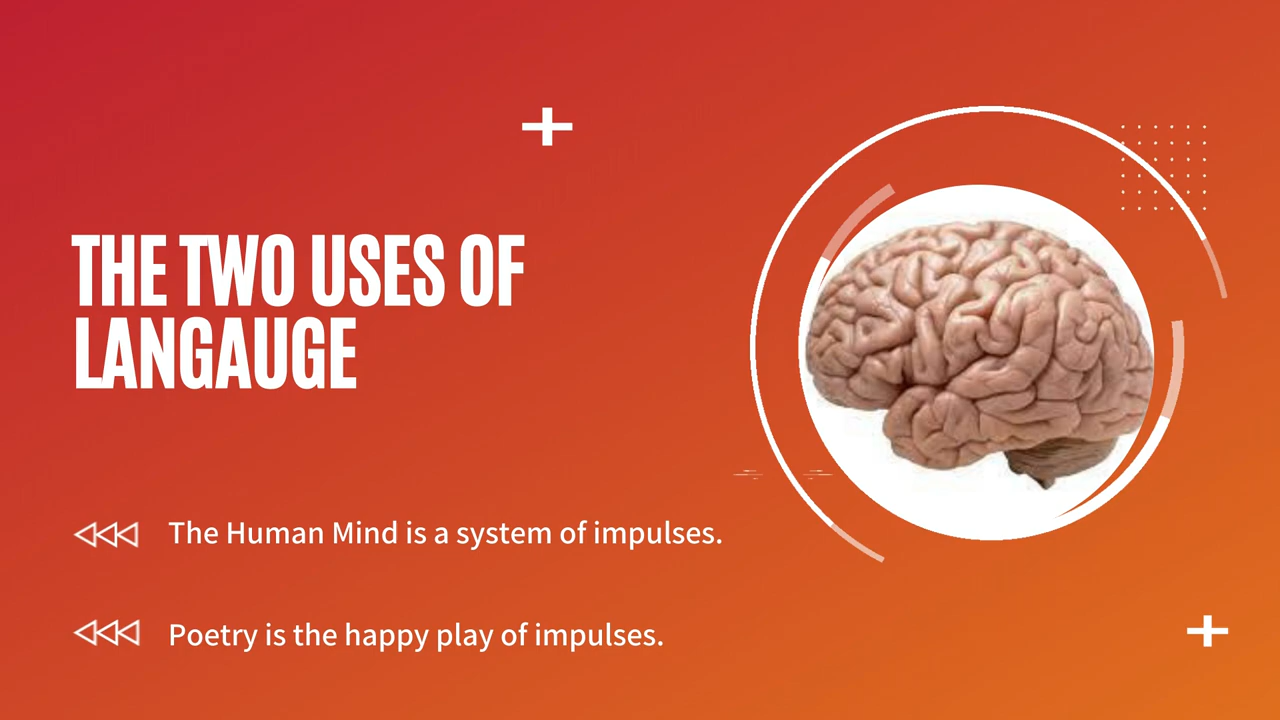 THE TWO USES OF
LANGAUGE
The Human Mind is a system of impulses.
Poetry is the happy play of impulses.